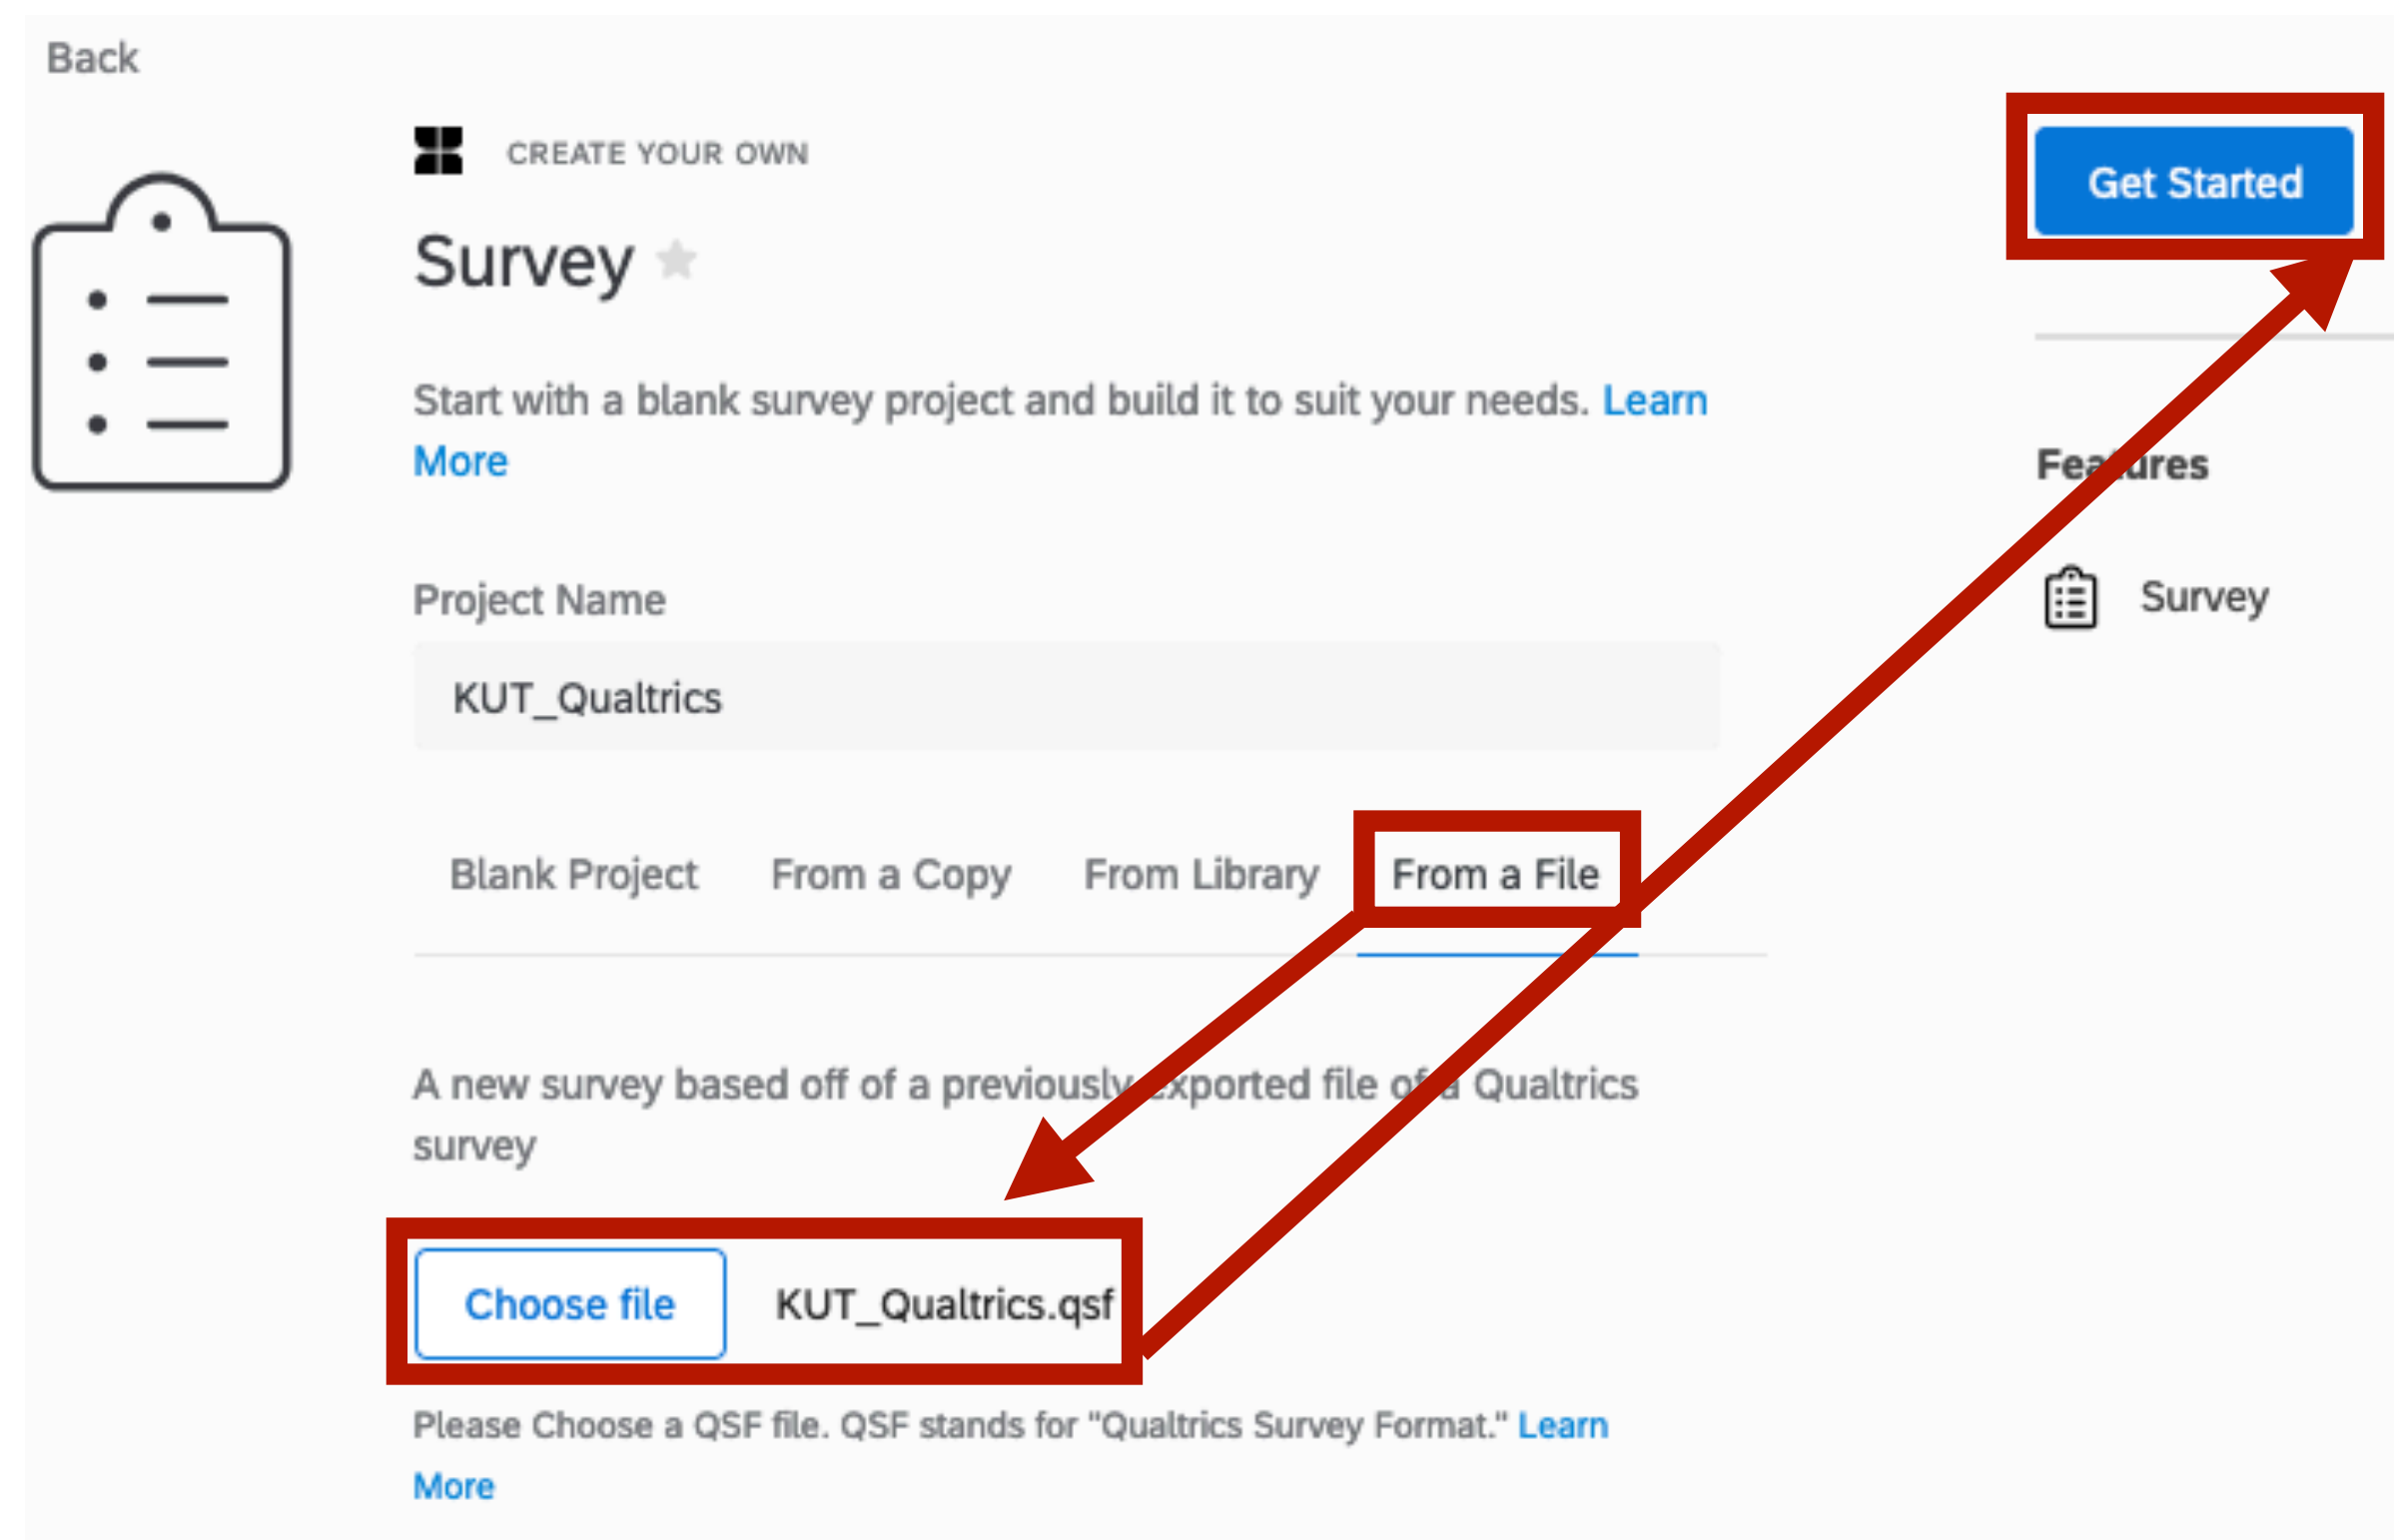 Back
CREATE YOUR OWN
Get Started
Survey
Start with a blank survey project and build it to suit your needs. Learn
More
Features
Survey
Project Name
KUT_Qualtrics
Blank Project From a Copy From Library From a File
A new survey based off of a previously exported file of a Qualtrics
survey
Choose file KUT_Qualtrics.qsf
Please Choose a QSF file. QSF stands for "Qualtrics Survey Format." Learn
More